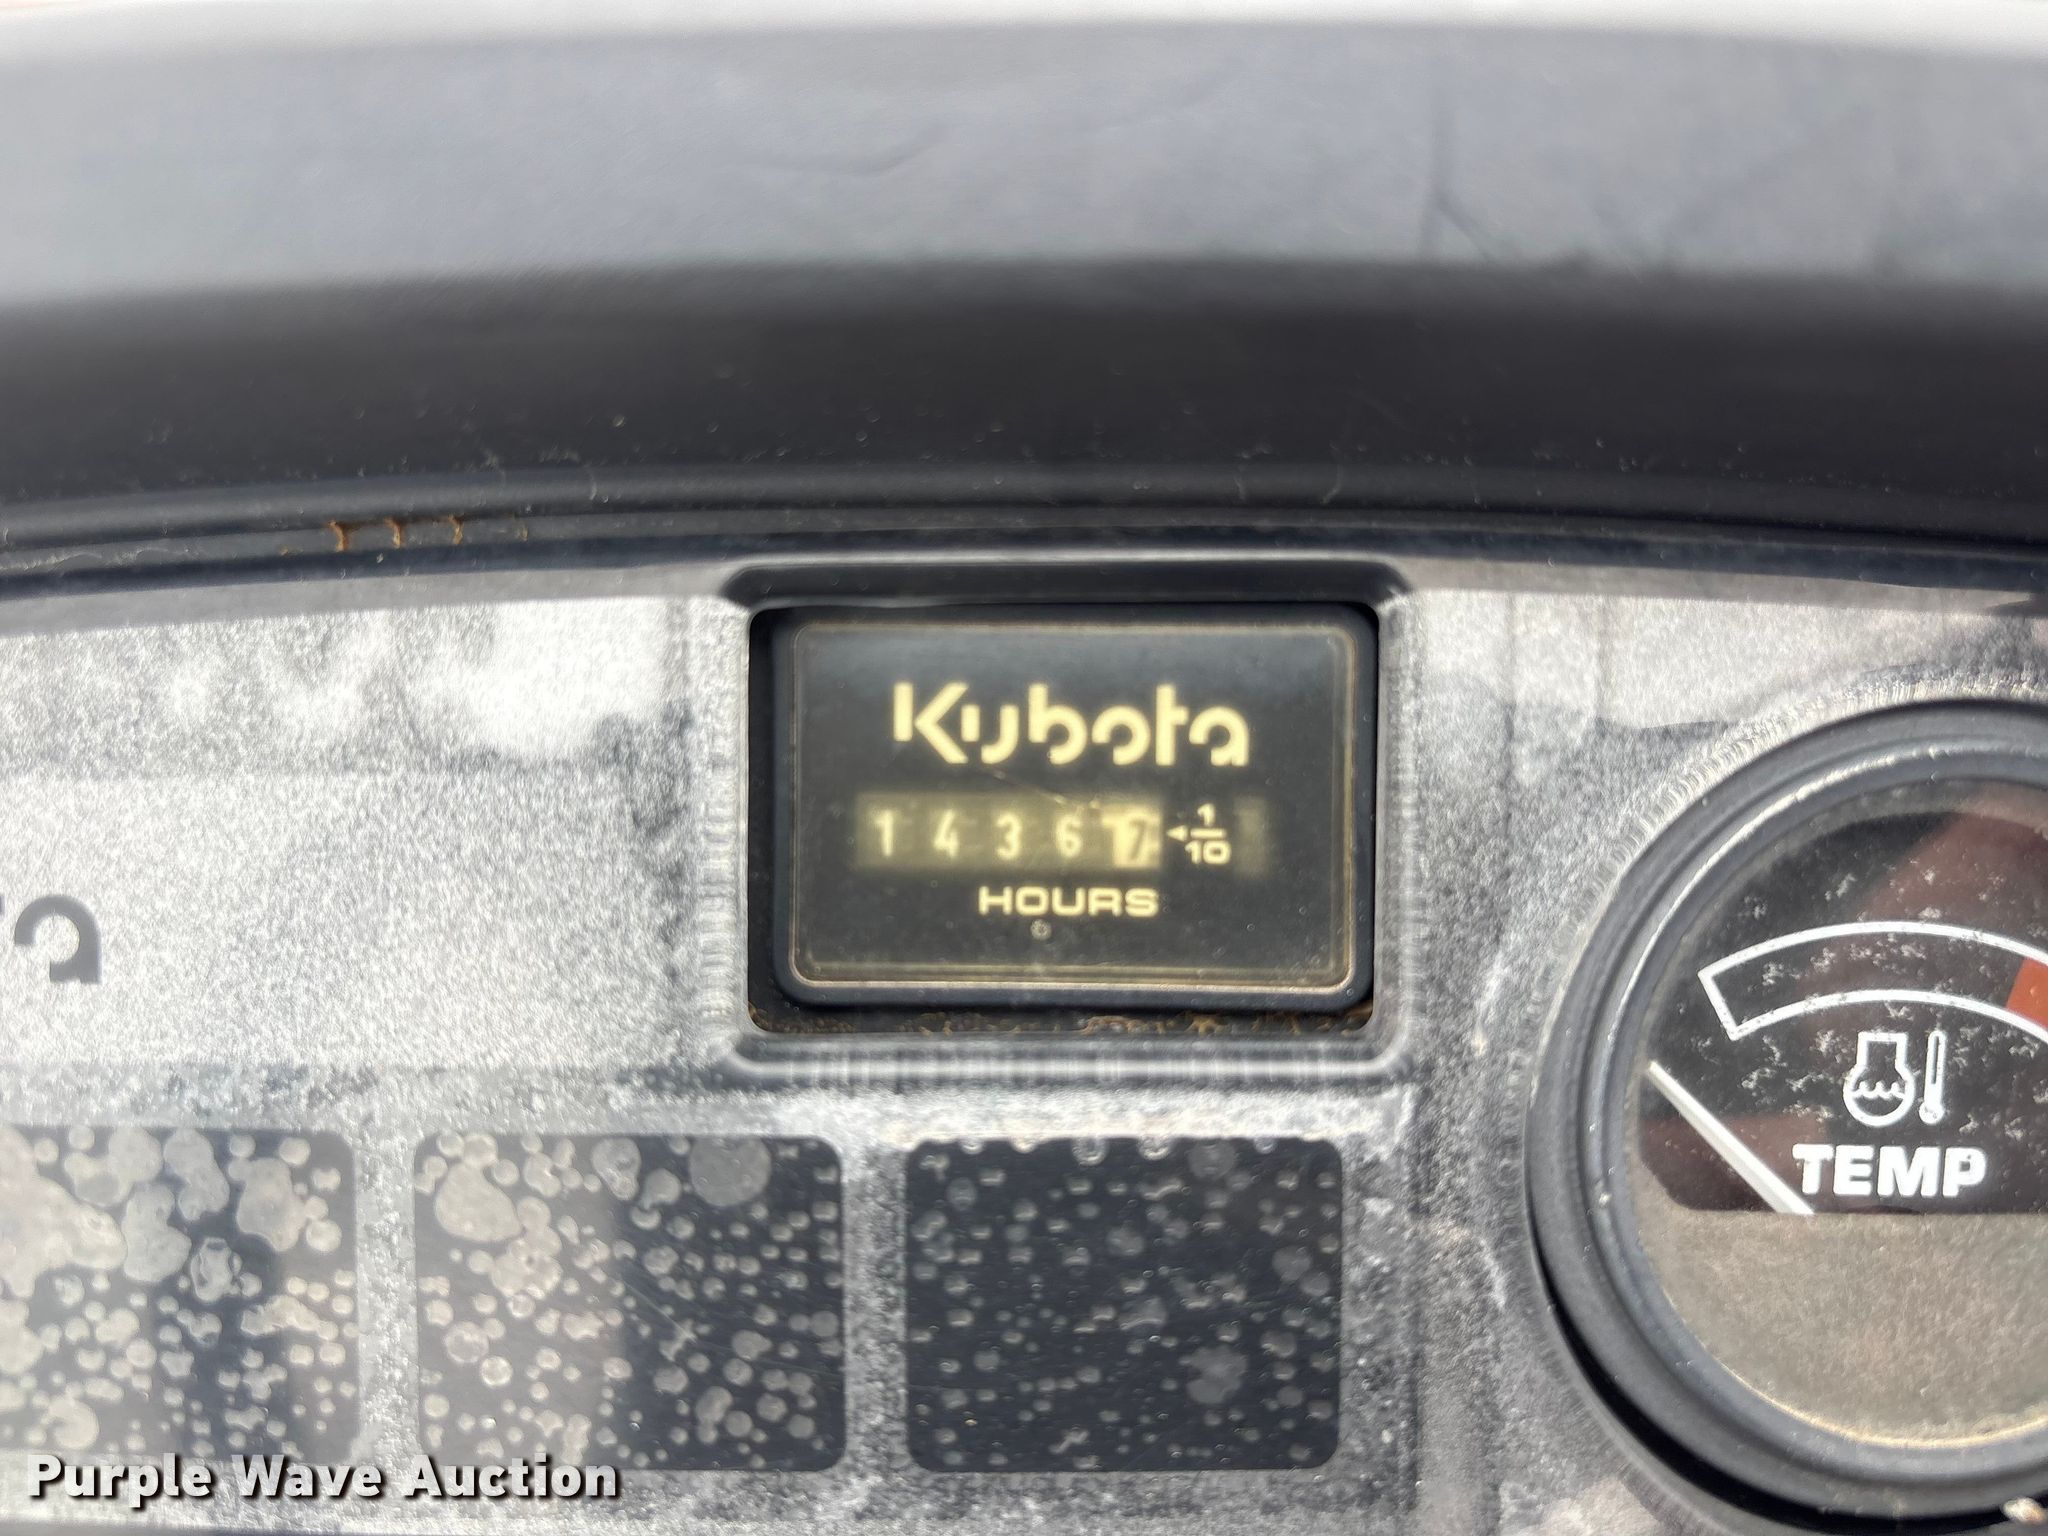 Kubota
1 4 3 6 7 ◄ 1/10
HOURS
TEMP
Purple Wave Auction